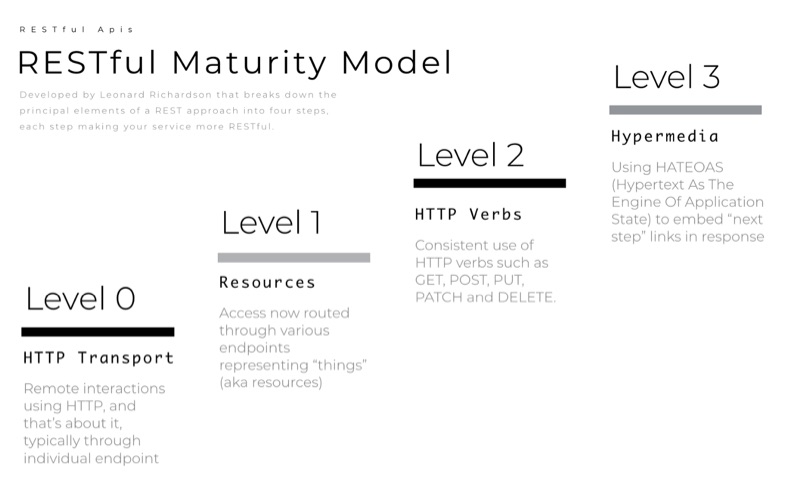 RESTful Apis
RESTful Maturity Model
Developed by Leonard Richardson that breaks down the
principal elements of a REST approach into four steps,
each step making your service more RESTful.
Level 0
HTTP Transport
Remote interactions
using HTTP, and
that's about it,
typically through
individual endpoint
Level 1
Resources
Access now routed
through various
endpoints
representing “things”
(aka resources)
Level 2
HTTP Verbs
Consistent use of
HTTP verbs such as
GET, POST, PUT,
PATCH and DELETE.
Level 3
Hypermedia
Using HATEOAS
(Hypertext As The
Engine Of Application
State) to embed “next
step” links in response